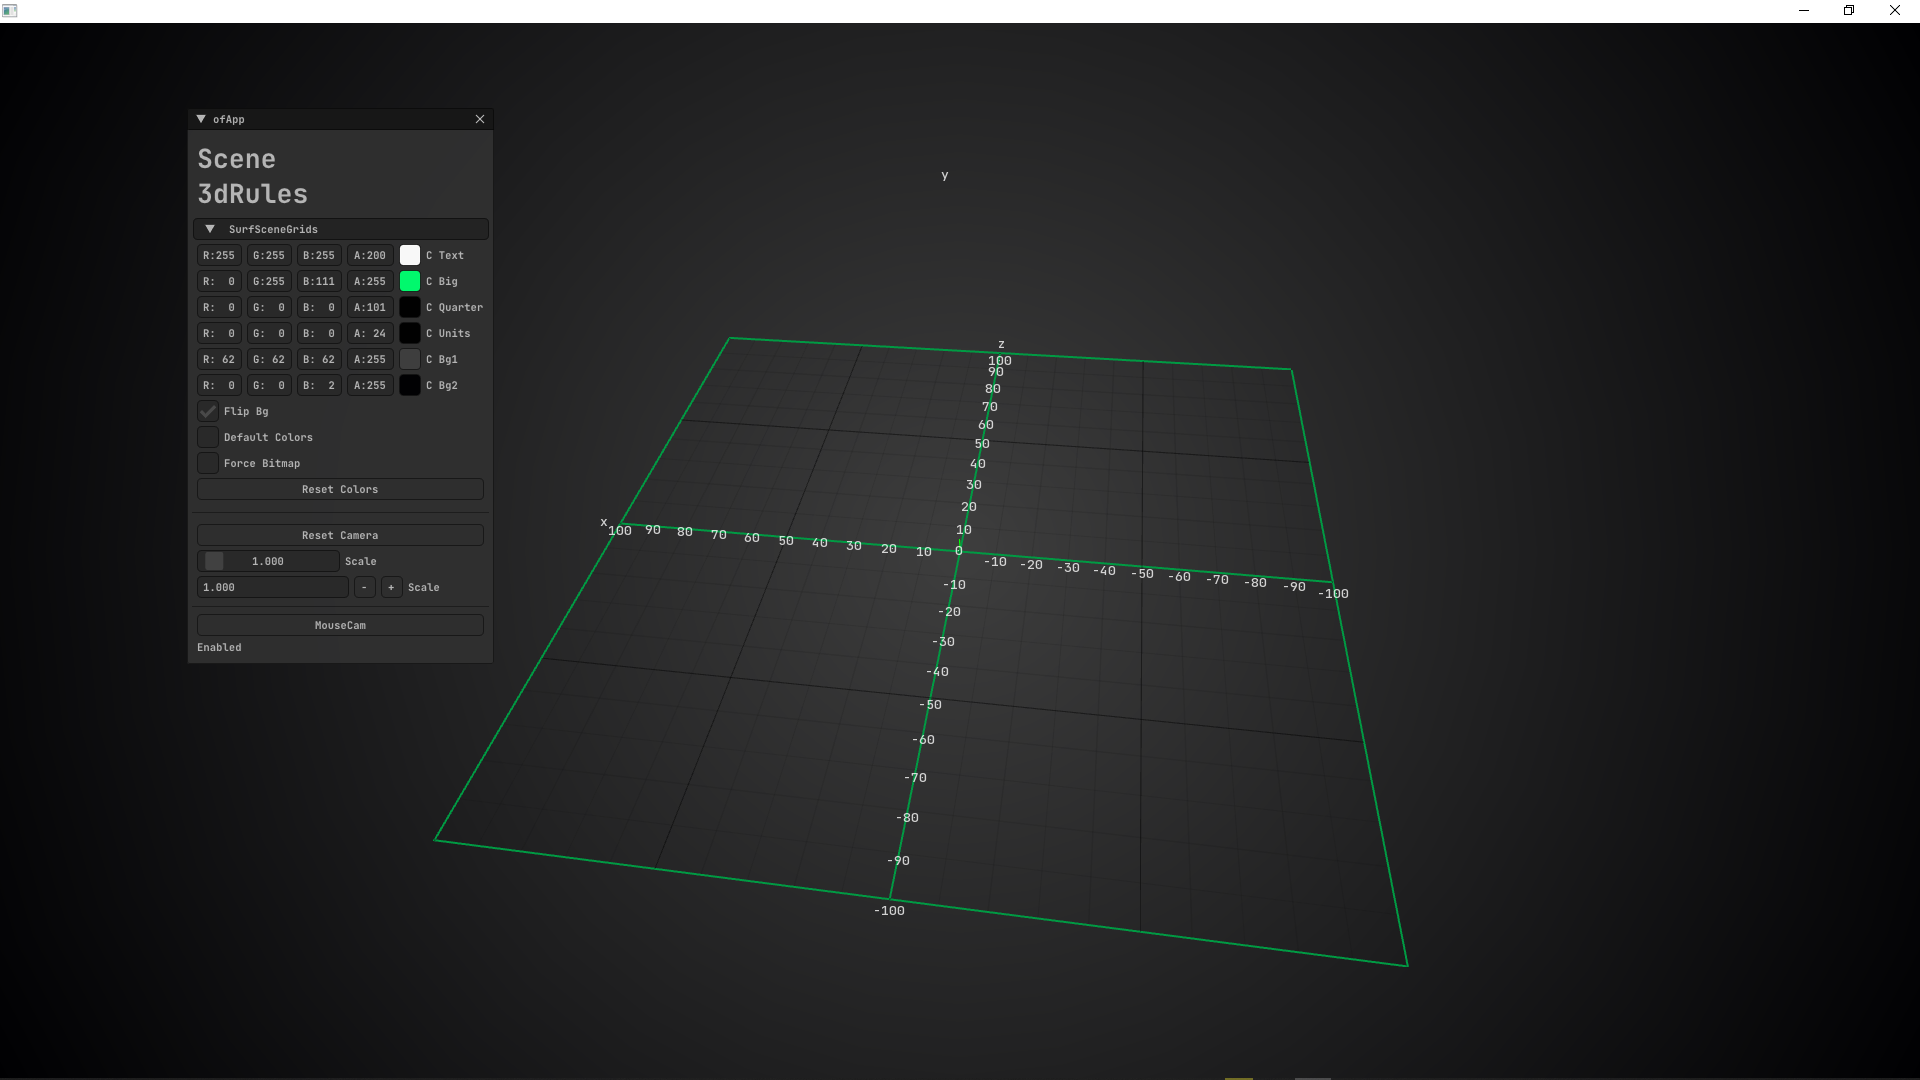 ofApp
Scene
3dRules
SurfSceneGrids
R:255 G:255 B:255 A:200 C Text
R: 0 G:255 B:111 A:255 C Big
R: 0 G: 0 B: 0 A:101 C Quarter
R: 0 G: 0 B: 0 A: 24 C Units
R: 62 G: 62 B: 62 A:255 C Bg1
R: 0 G: 0 B: 2 A:255 C Bg2
Flip Bg
Default Colors
Force Bitmap
Reset Colors
Reset Camera
1.000 Scale
1.000 - + Scale
MouseCam
Enabled
y
z
100
90
80
70
60
50
40
30
20
10
x
100 90 80 70 60 50 40 30 20 10 0 -10 -20 -30 -40 -50 -60 -70 -80 -90 -100
-10
-20
-30
-40
-50
-60
-70
-80
-90
-100